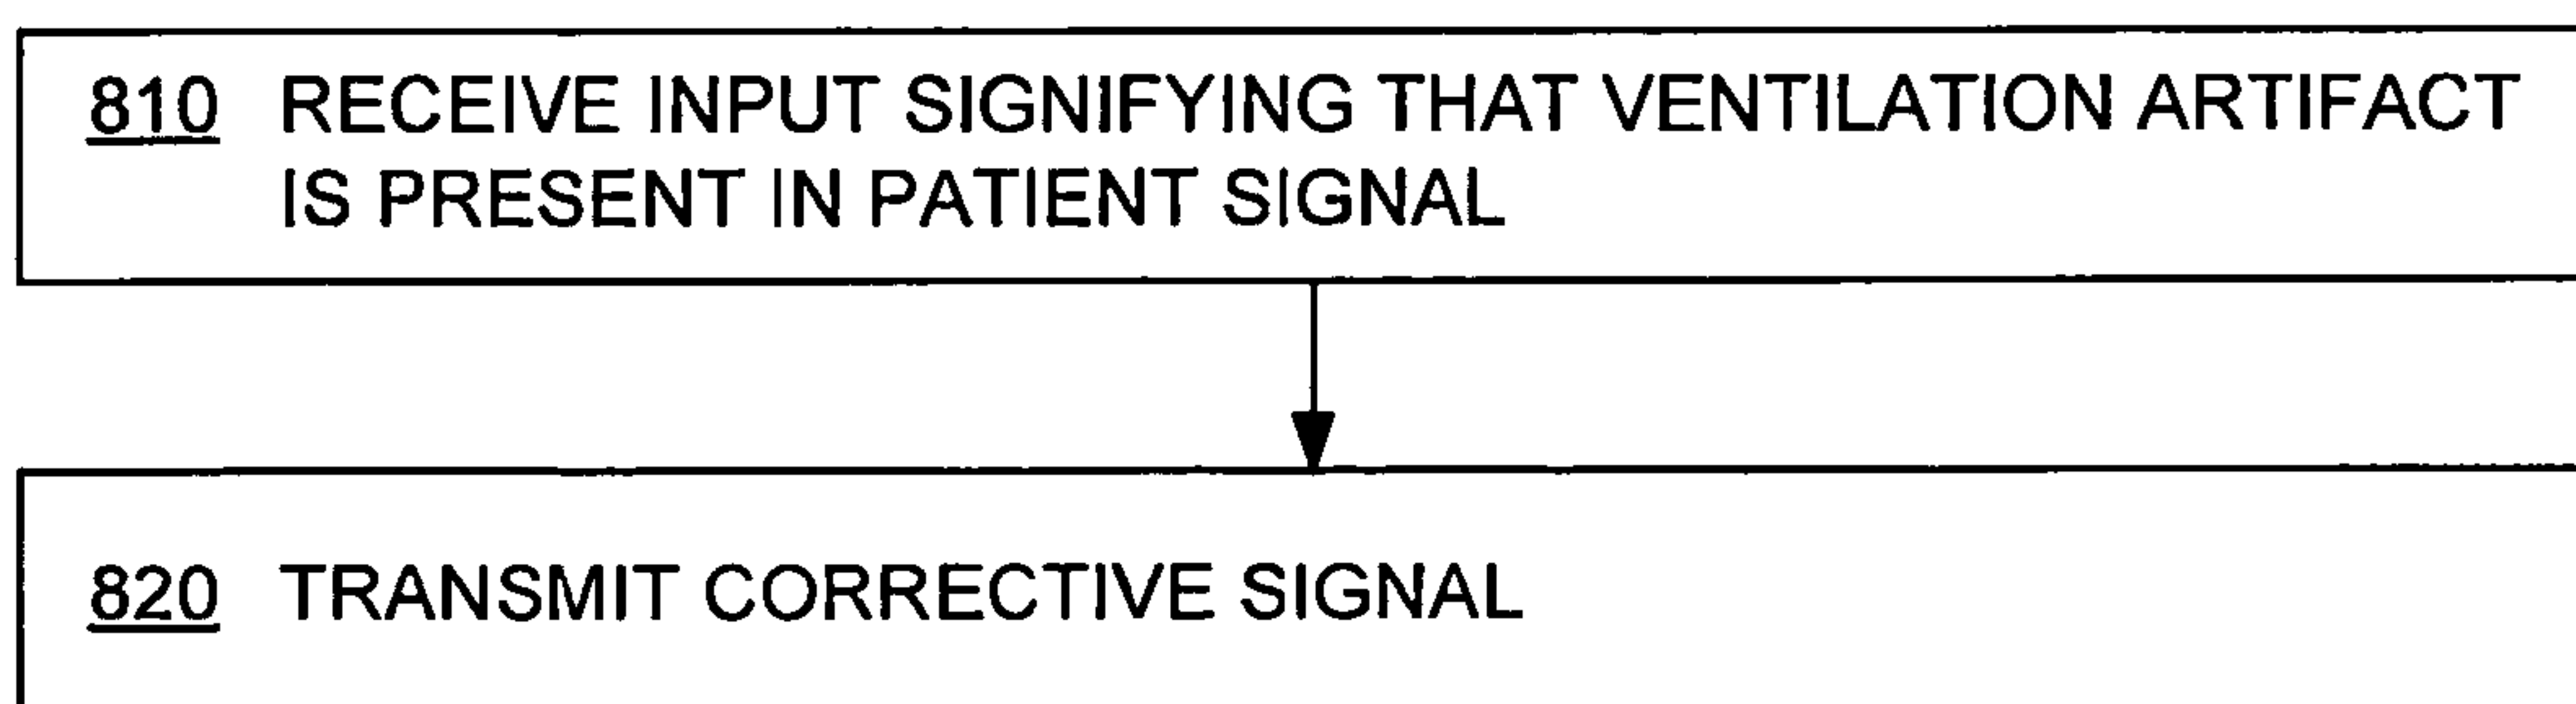 810 RECEIVE INPUT SIGNIFYING THAT VENTILATION ARTIFACT
IS PRESENT IN PATIENT SIGNAL
820 TRANSMIT CORRECTIVE SIGNAL